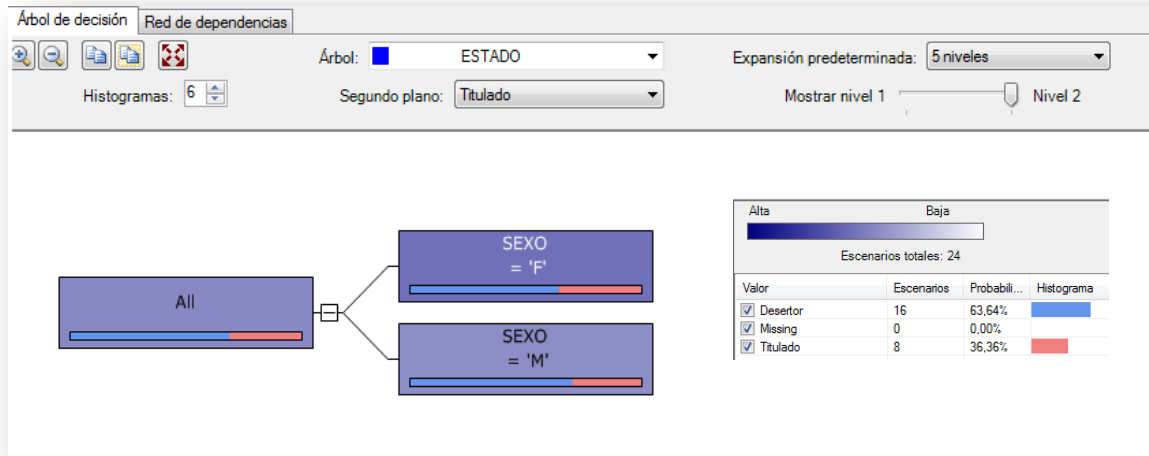 Árbol de decisión Red de dependencias
Árbol: ESTADO Expansión predeterminada: 5 niveles
Histogramas: 6 Segundo plano: Titulado Mostrar nivel 1 Nivel 2
All
SEXO
= 'F'
SEXO
= 'M'
Alta Baja
Escenarios totales: 24
Valor Escenarios Probabili... Histograma
Desertor 16 63,64%
Missing 0 0,00%
Titulado 8 36,36%